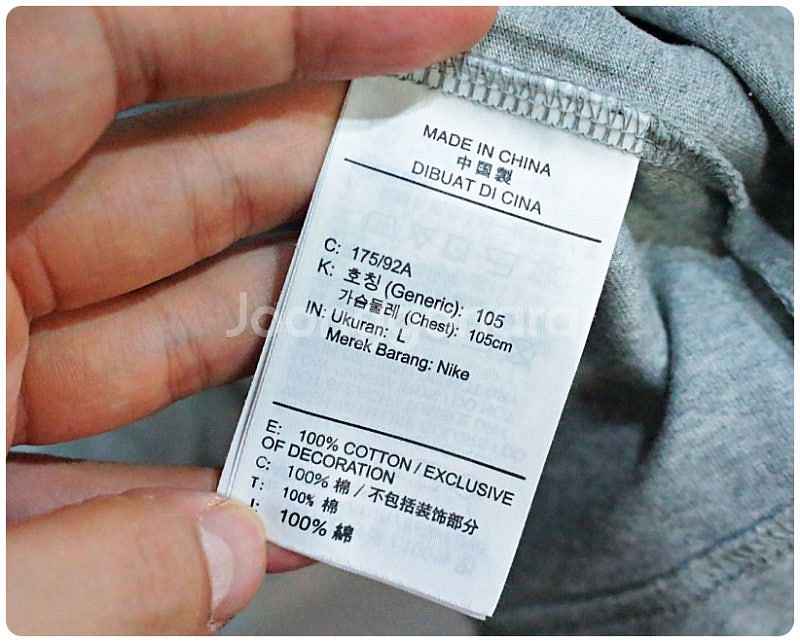 MADE IN CHINA
中国製
DIBUAT DI CINA
C: 175/92A
K: 호칭 (Generic): 105
가슴둘레 (Chest): 105cm
IN: Ukuran: L
Merek Barang: Nike
E: 100% COTTON / EXCLUSIVE
OF DECORATION
C: 100% 棉 / 不包括装饰部分
T: 100% 棉
100% 綿